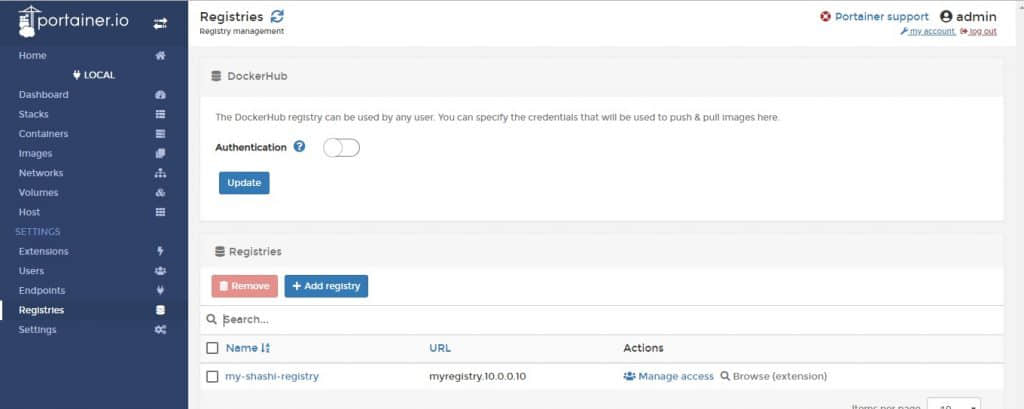 portainer.io
Home
LOCAL
Dashboard
Stacks
Containers
Images
Networks
Volumes
Host
SETTINGS
Extensions
Users
Endpoints
Registries
Settings
Registries
Registry management
Portainer support admin
my account log out
DockerHub
The DockerHub registry can be used by any user. You can specify the credentials that will be used to push & pull images here.
Authentication
Update
Registries
Remove Add registry
Search...
Name URL Actions
my-shashi-registry myregistry.10.0.0.10 Manage access Browse (extension)
Items per page 10